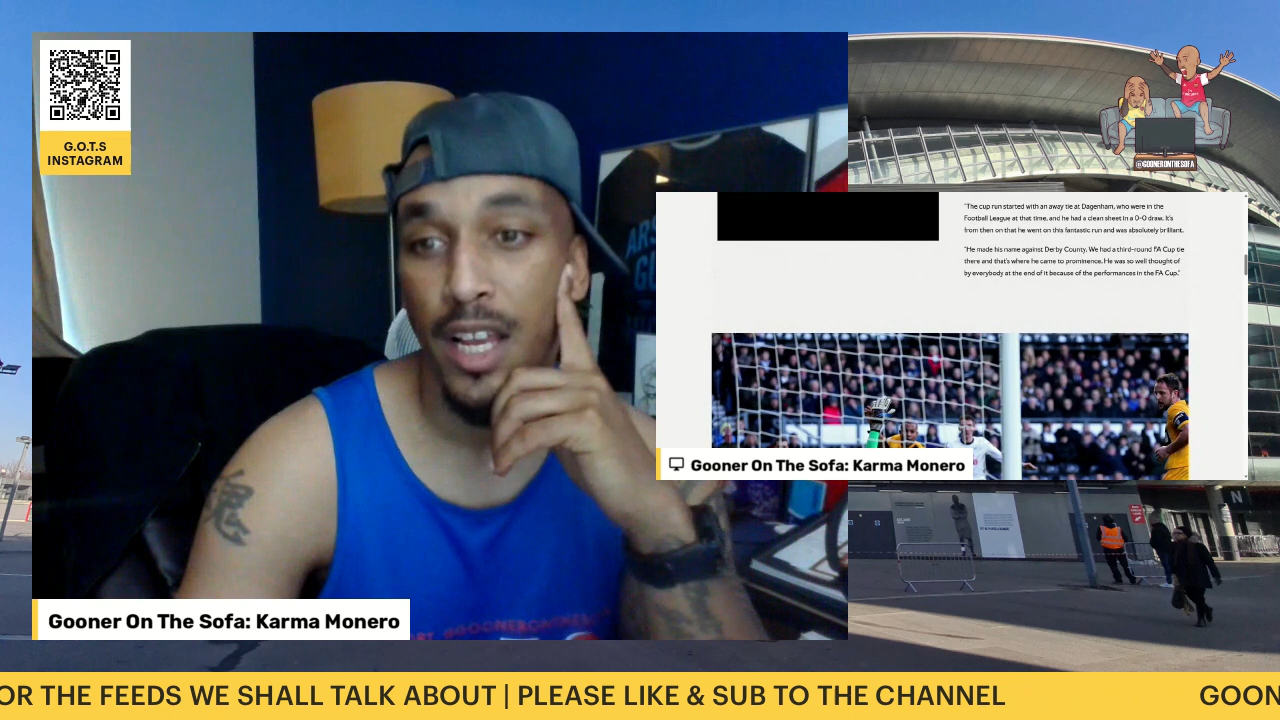 G.O.T.S
INSTAGRAM
@GOONERONTHESOFA
"The cup run started with an away tie at Dagenham, who were in the
Football League at that time, and he had a clean sheet in a 0-0 draw. It's
from then on that he went on this fantastic run and was absolutely brilliant.
"He made his name against Derby County. We had a third-round FA Cup tie
there and that's where he came to prominence. He was so well thought of
by everybody at the end of it because of the performances in the FA Cup."
Gooner On The Sofa: Karma Monero
N
Gooner On The Sofa: Karma Monero
OR THE FEEDS WE SHALL TALK ABOUT | PLEASE LIKE & SUB TO THE CHANNEL
GOON